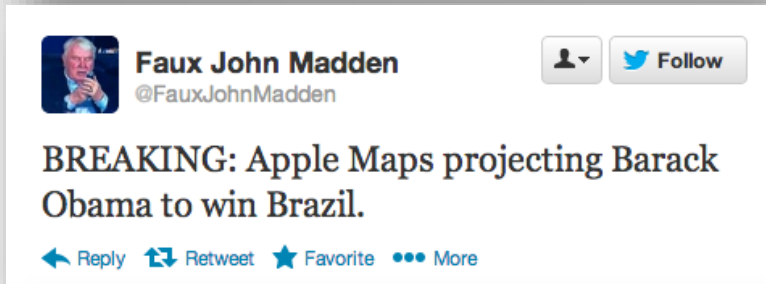 Faux John Madden
@FauxJohnMadden
Follow
BREAKING: Apple Maps projecting Barack
Obama to win Brazil.
Reply Retweet Favorite More